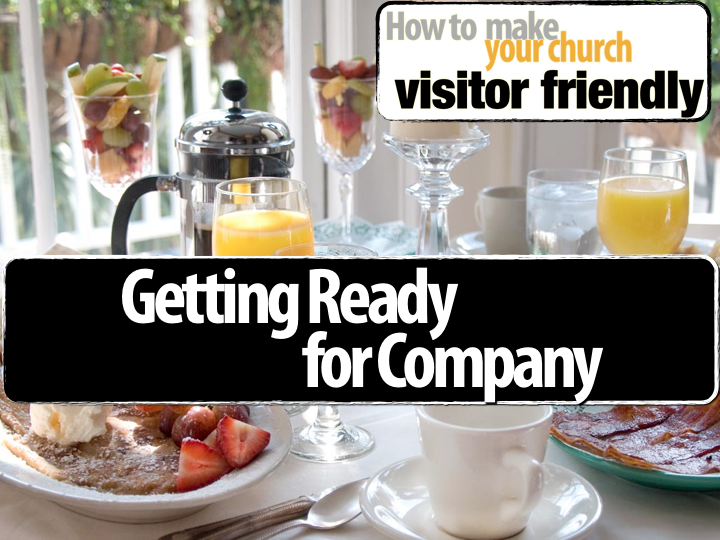 How to make
your church
visitor friendly
Getting Ready
for Company